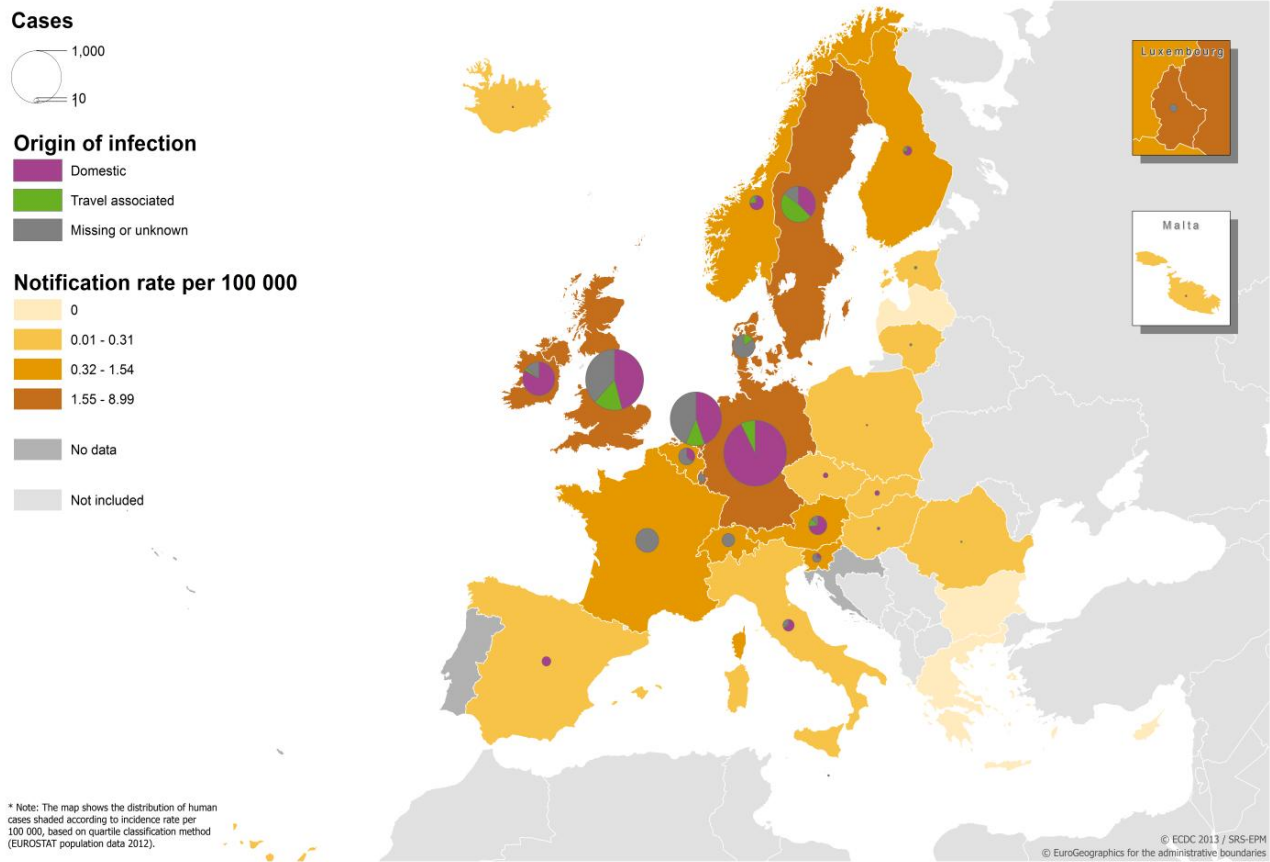 Cases
1,000
10
1
Origin of infection
Domestic
Travel associated
Missing or unknown
Notification rate per 100 000
0
0.01 - 0.31
0.32 - 1.54
1.55 - 8.99
No data
Not included
Luxembourg
Malta
* Note: The map shows the distribution of human
cases shaded according to incidence rate per
100 000, based on quartile classification method
(EUROSTAT population data 2012).
© ECDC 2013 / SRS-EPM
© EuroGeographics for the administrative boundaries